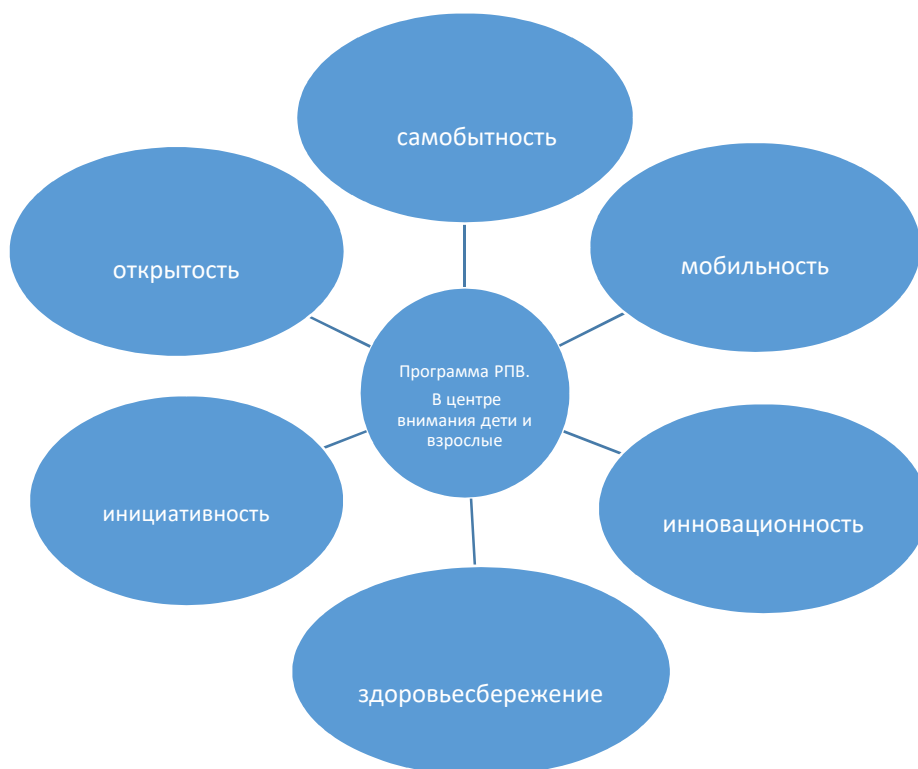 самобытность
открытость
мобильность
Программа РПВ.
В центре
внимания дети и
взрослые
инициативность
инновационность
здоровьесбережение